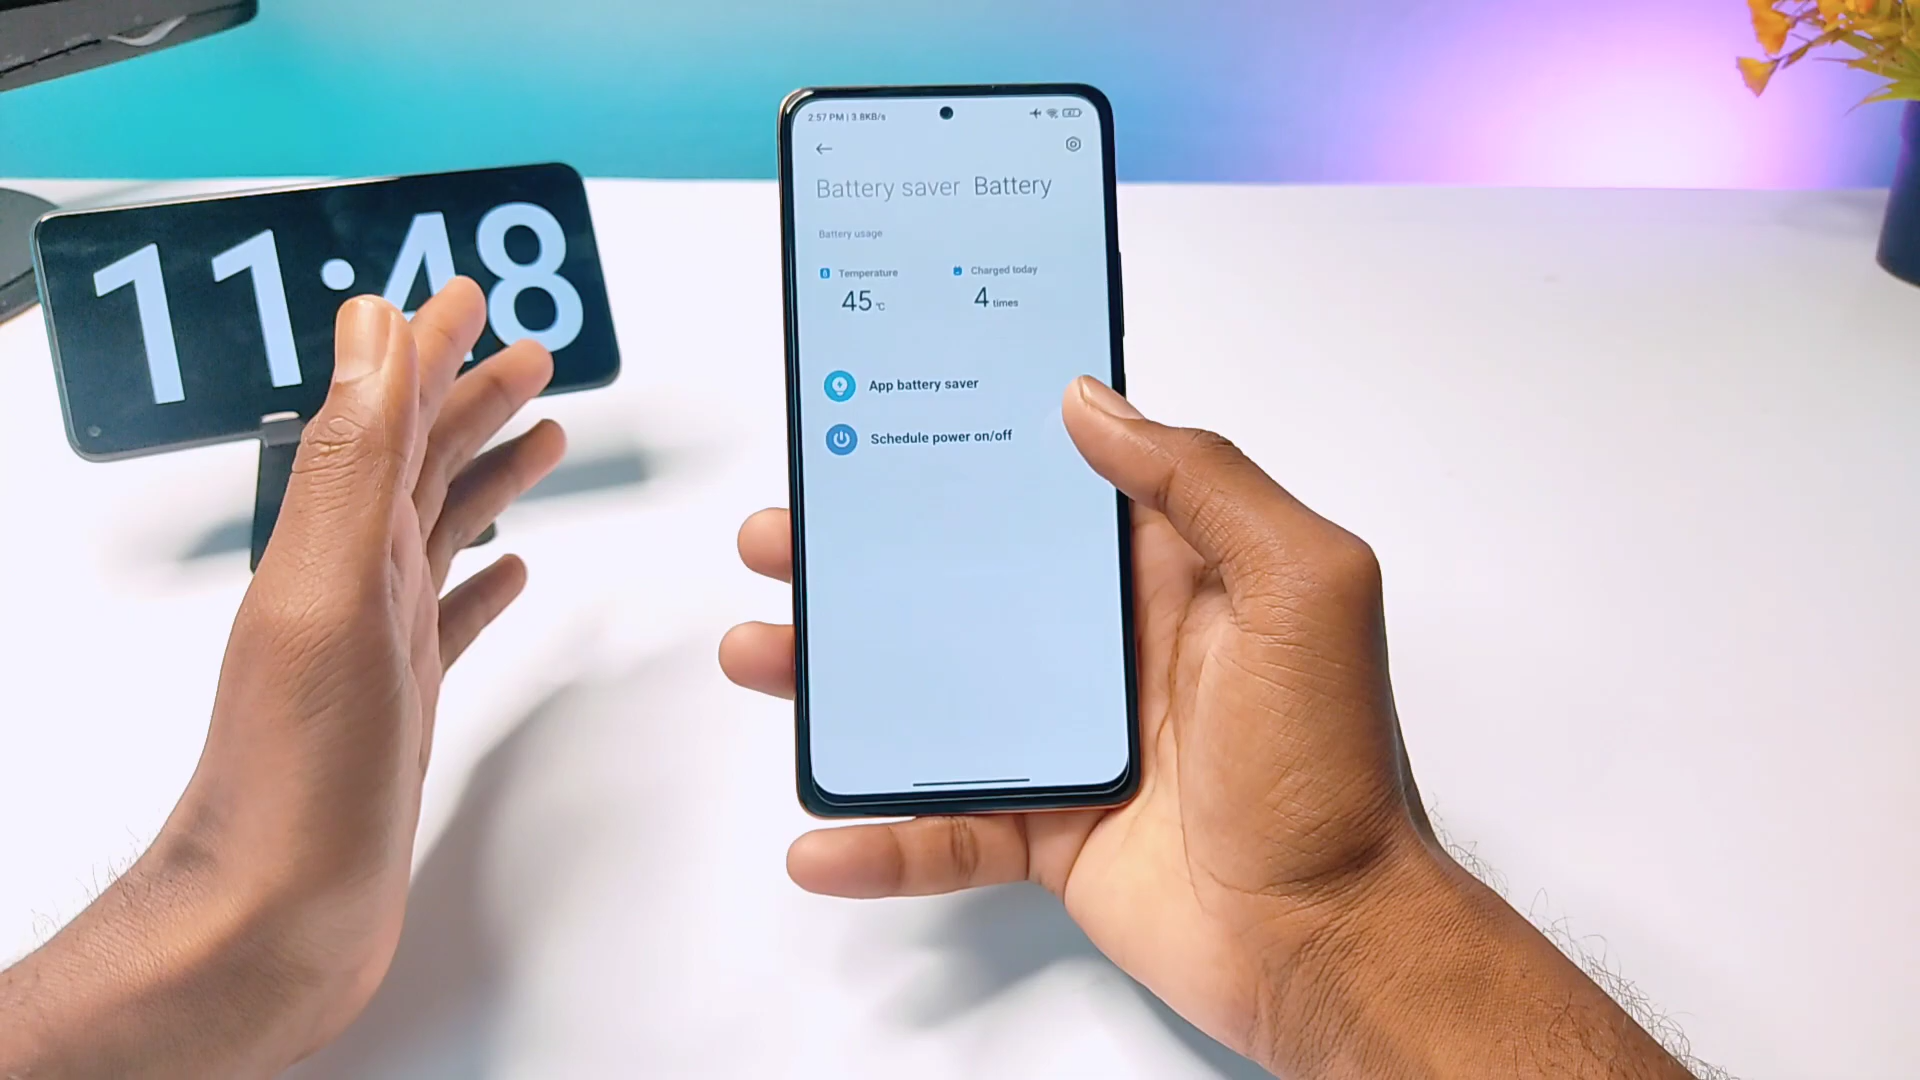 11:48
2:57 PM | 3.8KB/s
Battery saver Battery
Battery usage
Temperature Charged today
45 °C 4 times
App battery saver
Schedule power on/off